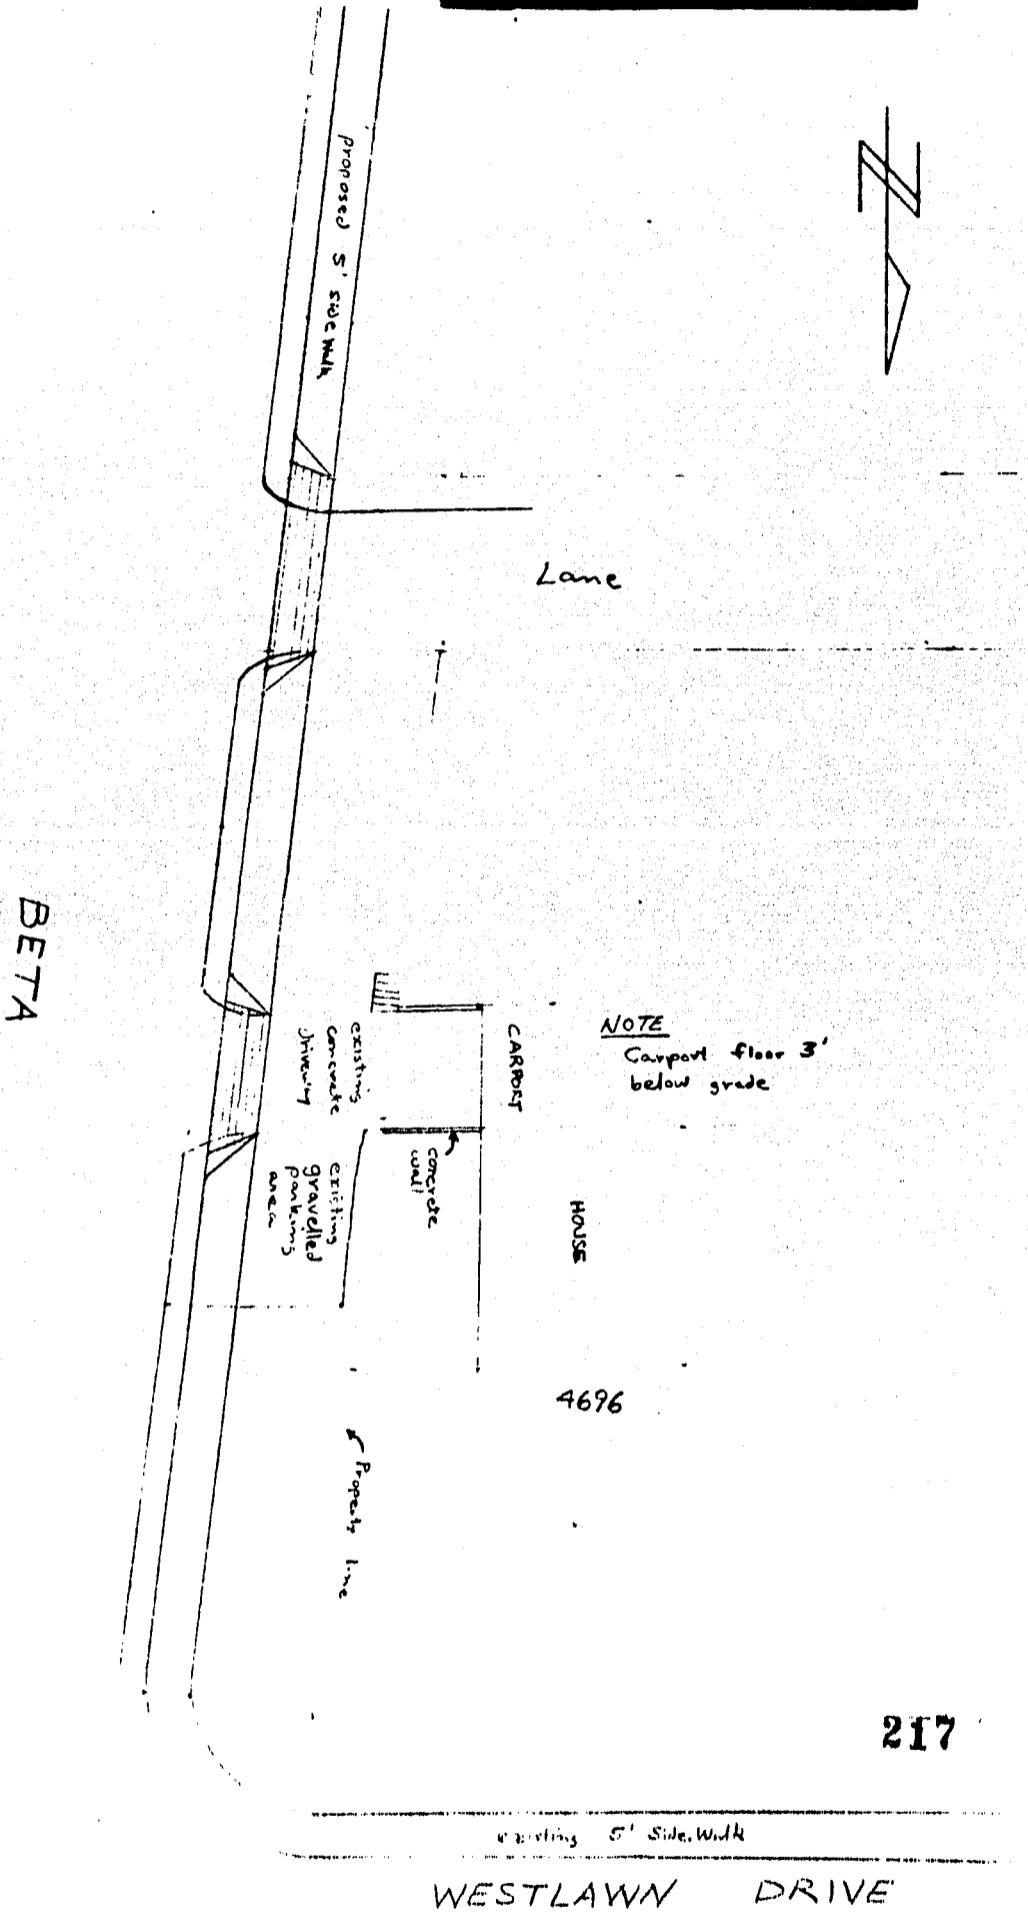 proposed 5' side walk
Lane
BETA
existing
concrete
driveway
CARPORT
NOTE
Carport floor 3'
below grade
concrete
wall
existing
gravelled
parking
area
HOUSE
4696
Property line
217
existing 5' Side Walk
WESTLAWN DRIVE
N